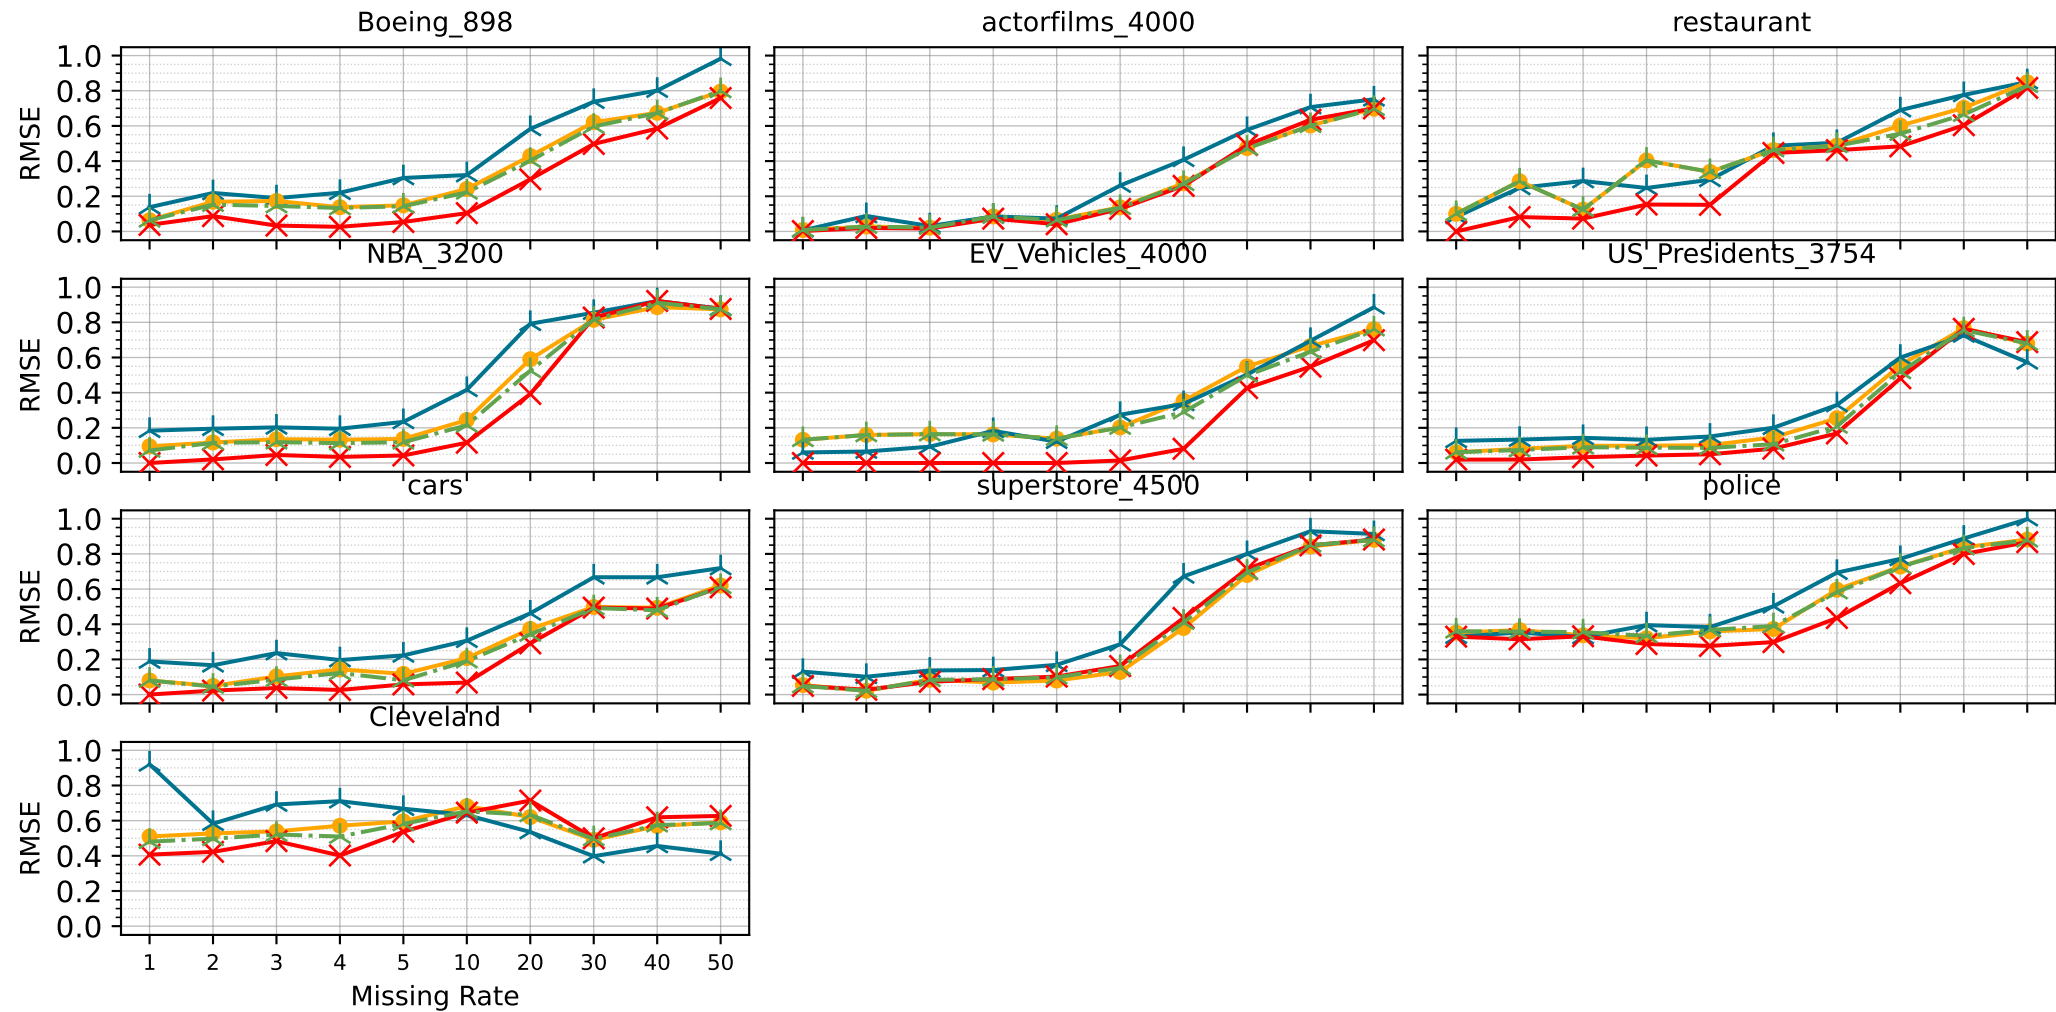 Boeing_898
actorfilms_4000
restaurant
1.0
0.8
0.6
0.4
0.2
0.0
RMSE
NBA_3200
EV_Vehicles_4000
US_Presidents_3754
1.0
0.8
0.6
0.4
0.2
0.0
RMSE
cars
superstore_4500
police
1.0
0.8
0.6
0.4
0.2
0.0
RMSE
Cleveland
1.0
0.8
0.6
0.4
0.2
0.0
RMSE
1 2 3 4 5 10 20 30 40 50
Missing Rate